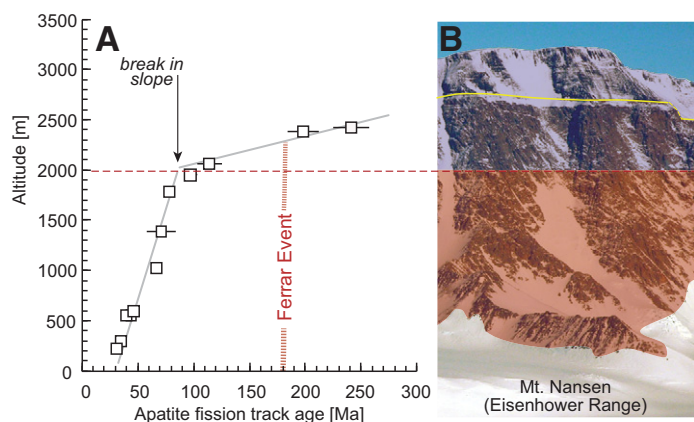 A
B
break in
slope
Altitude [m]
3500
3000
2500
2000
1500
1000
500
0
Ferrar Event
0
50
100
150
200
250
300
Apatite fission track age [Ma]
Mt. Nansen
(Eisenhower Range)